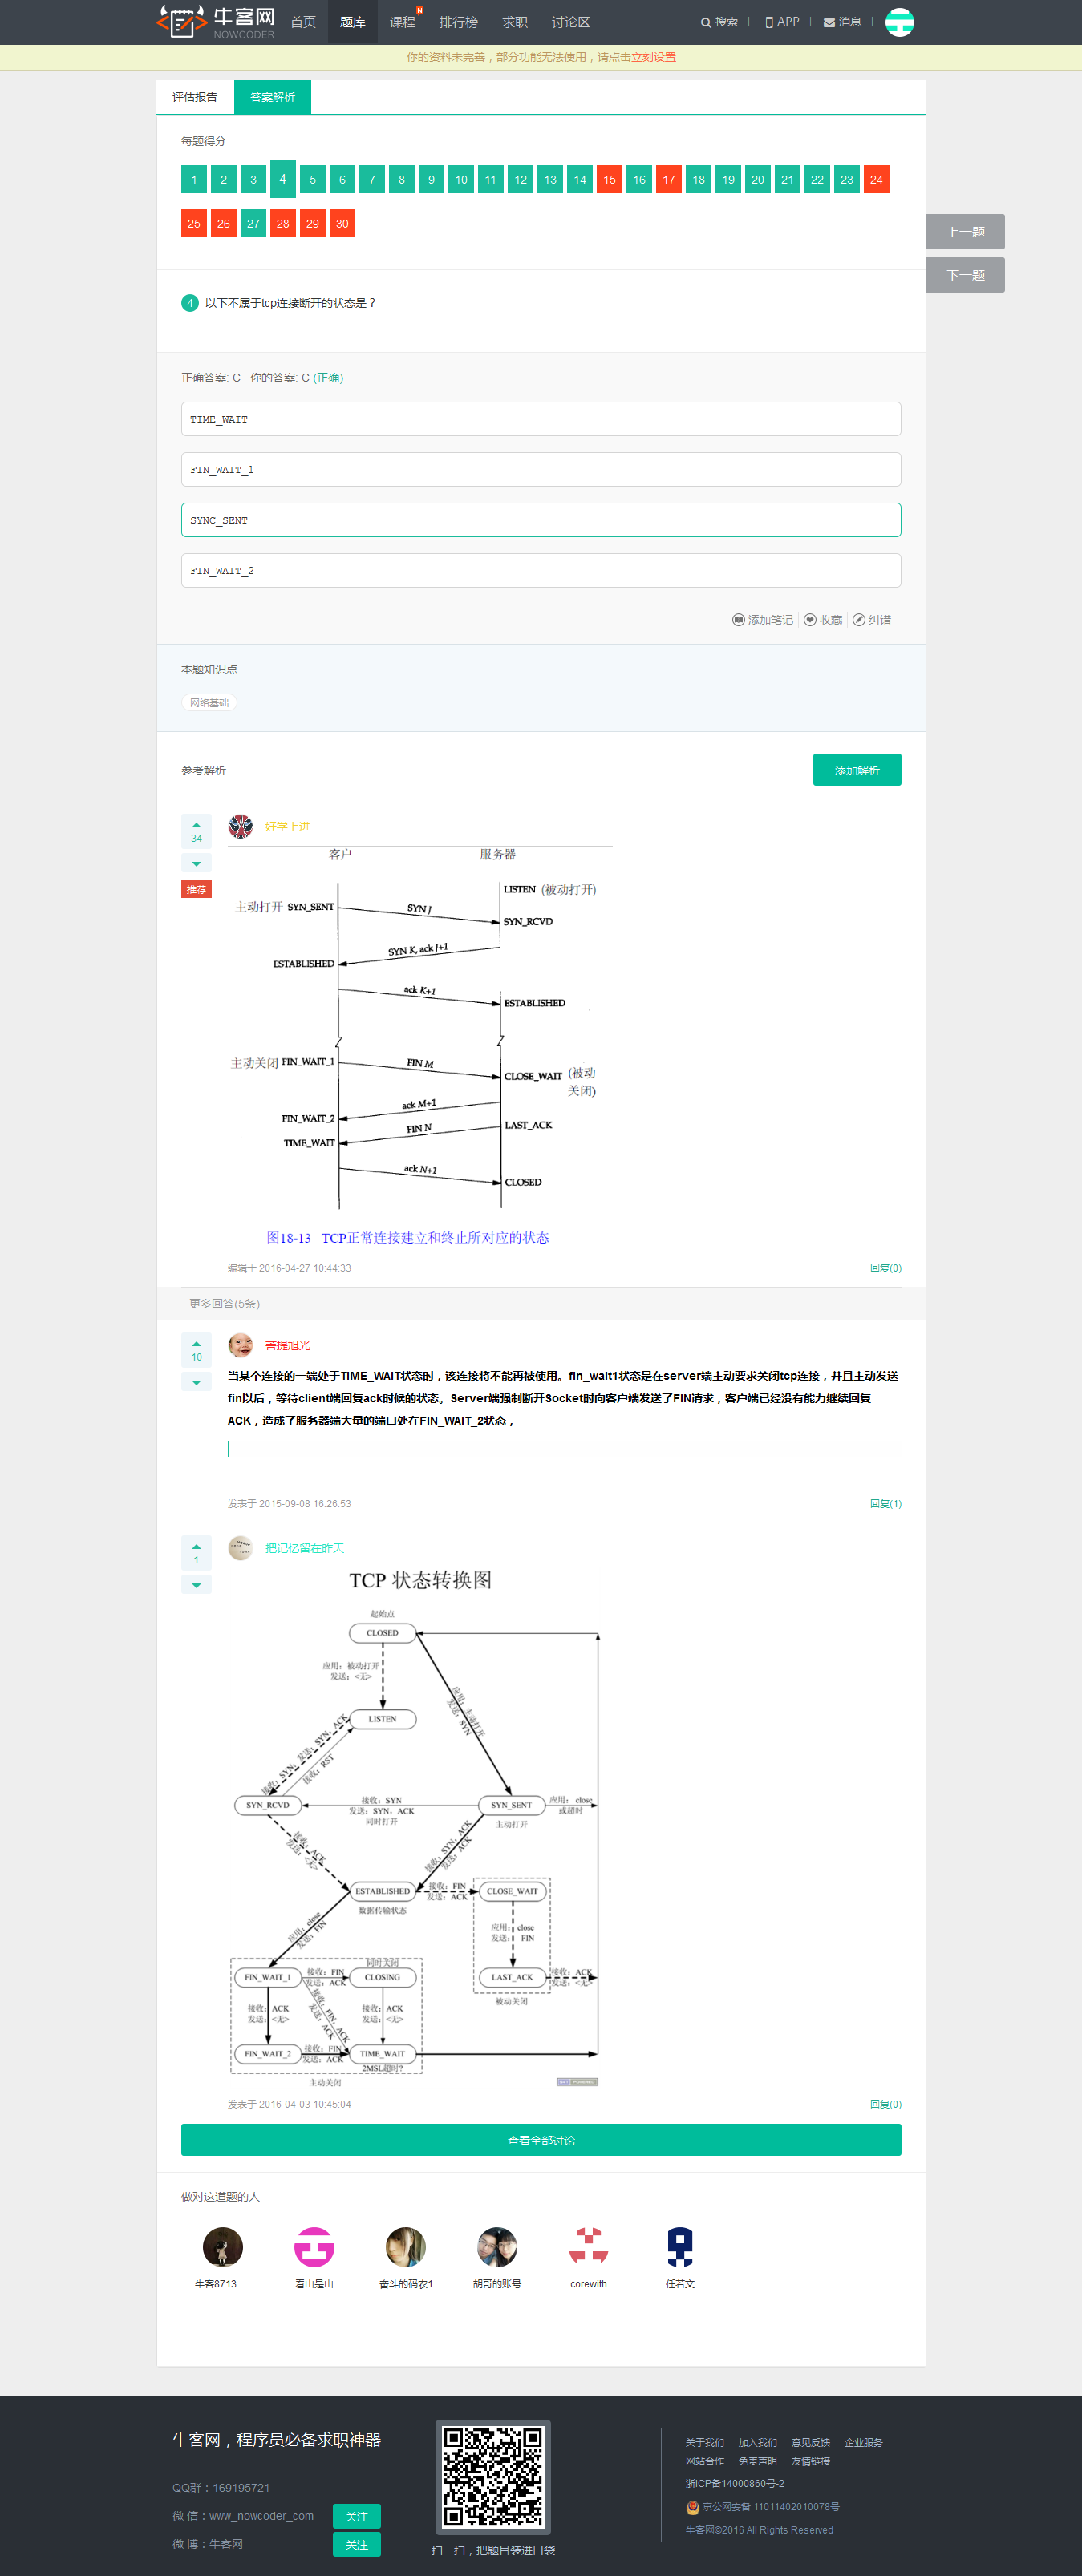 牛客网
NOWCODER
首页 题库 课程 N 排行榜 求职 讨论区 搜索 APP 消息
你的资料未完善，部分功能无法使用，请点击立刻设置
评估报告 答案解析
每题得分
1 2 3 4 5 6 7 8 9 10 11 12 13 14 15 16 17 18 19 20 21 22 23 24
25 26 27 28 29 30
上一题
下一题
4 以下不属于tcp连接断开的状态是？
正确答案: C 你的答案: C (正确)
TIME_WAIT
FIN_WAIT_1
SYNC_SENT
FIN_WAIT_2
添加笔记 收藏 纠错
本题知识点
网络基础
参考解析 添加解析
34
推荐
好学上进
客户 服务器
LISTEN (被动打开)
主动打开 SYN_SENT SYN J
SYN_RCVD
SYN K, ack J+1
ESTABLISHED
ack K+1
ESTABLISHED
主动关闭 FIN_WAIT_1 FIN M
CLOSE_WAIT (被动
关闭)
ack M+1
FIN_WAIT_2
FIN N LAST_ACK
TIME_WAIT
ack N+1
CLOSED
图18-13 TCP正常连接建立和终止所对应的状态
编辑于 2016-04-27 10:44:33 回复(0)
更多回答(5条)
10
菩提旭光
当某个连接的一端处于TIME_WAIT状态时，该连接将不能再被使用。fin_wait1状态是在server端主动要求关闭tcp连接，并且主动发送
fin以后，等待client端回复ack时候的状态。Server端强制断开Socket时向客户端发送了FIN请求，客户端已经没有能力继续回复
ACK，造成了服务器端大量的端口处在FIN_WAIT_2状态，
发表于 2015-09-08 16:26:53 回复(1)
1
把记忆留在昨天
TCP 状态转换图
起始点
CLOSED
应用：被动打开
发送：<无>
应用：主动打开
发送：SYN
LISTEN
接收：SYN；发送：SYN，ACK
接收：RST
SYN_RCVD
接收：SYN
发送：SYN，ACK
同时打开
SYN_SENT
主动打开
应用：close
或超时
接收：ACK
发送：<无>
接收：SYN，ACK
发送：ACK
ESTABLISHED
数据传输状态
接收：FIN
发送：ACK
CLOSE_WAIT
应用：close
发送：FIN
应用：close
发送： FIN
同时关闭
FIN_WAIT_1
接收：FIN
发送：ACK
CLOSING
LAST_ACK
接收：ACK
发送：<无>
被动关闭
接收：ACK
发送：<无>
接收：FIN，ACK
发送：ACK
接收：ACK
发送：<无>
FIN_WAIT_2
接收：FIN
发送：ACK
TIME_WAIT
2MSL超时?
主动关闭
发表于 2016-04-03 10:45:04 回复(0)
查看全部讨论
做对这道题的人
牛客8713... 看山是山 奋斗的码农1 胡哥的账号 corewith 任若文
牛客网，程序员必备求职神器
QQ群：169195721
微 信：www_nowcoder_com 关注
微 博：牛客网 关注
扫一扫，把题目装进口袋
关于我们 加入我们 意见反馈 企业服务
网站合作 免责声明 友情链接
浙ICP备14000860号-2
京公网安备 11011402010078号
牛客网©2016 All Rights Reserved